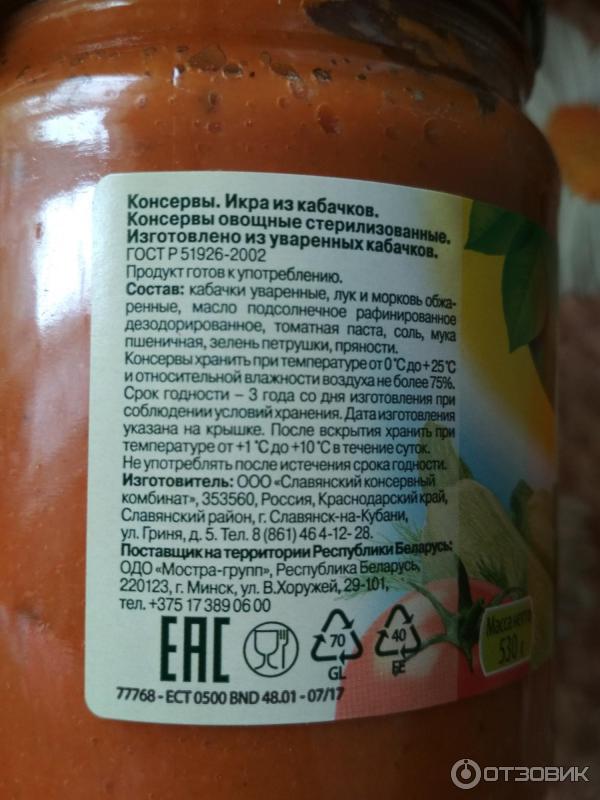 Консервы. Икра из кабачков.
Консервы овощные стерилизованные.
Изготовлено из уваренных кабачков.
ГОСТ Р 51926-2002
Продукт готов к употреблению.
Состав: кабачки уваренные, лук и морковь обжа-
ренные, масло подсолнечное рафинированное
дезодорированное, томатная паста, соль, мука
пшеничная, зелень петрушки, пряности.
Консервы хранить при температуре от 0 °С до + 25 °С
и относительной влажности воздуха не более 75%.
Срок годности – 3 года со дня изготовления при
соблюдении условий хранения. Дата изготовления
указана на крышке. После вскрытия хранить при
температуре от +1 °С до +10 °С в течение суток.
Не употреблять после истечения срока годности.
Изготовитель: ООО «Славянский консервный
комбинат», 353560, Россия, Краснодарский край,
Славянский район, г. Славянск-на-Кубани,
ул. Гриня, д. 5. Тел. 8 (861) 46 4-12- 28.
Поставщик на территории Республики Беларусь:
ОДО «Мостра-групп», Республика Беларусь,
220123, г. Минск, ул. В.Хоружей, 29-101,
тел. +375 17 389 06 00
ЕАС
70
GL
40
FE
77768 - ECT 0500 BND 48.01 - 07/17
Масса нетто
530 г
ОТЗОВИК